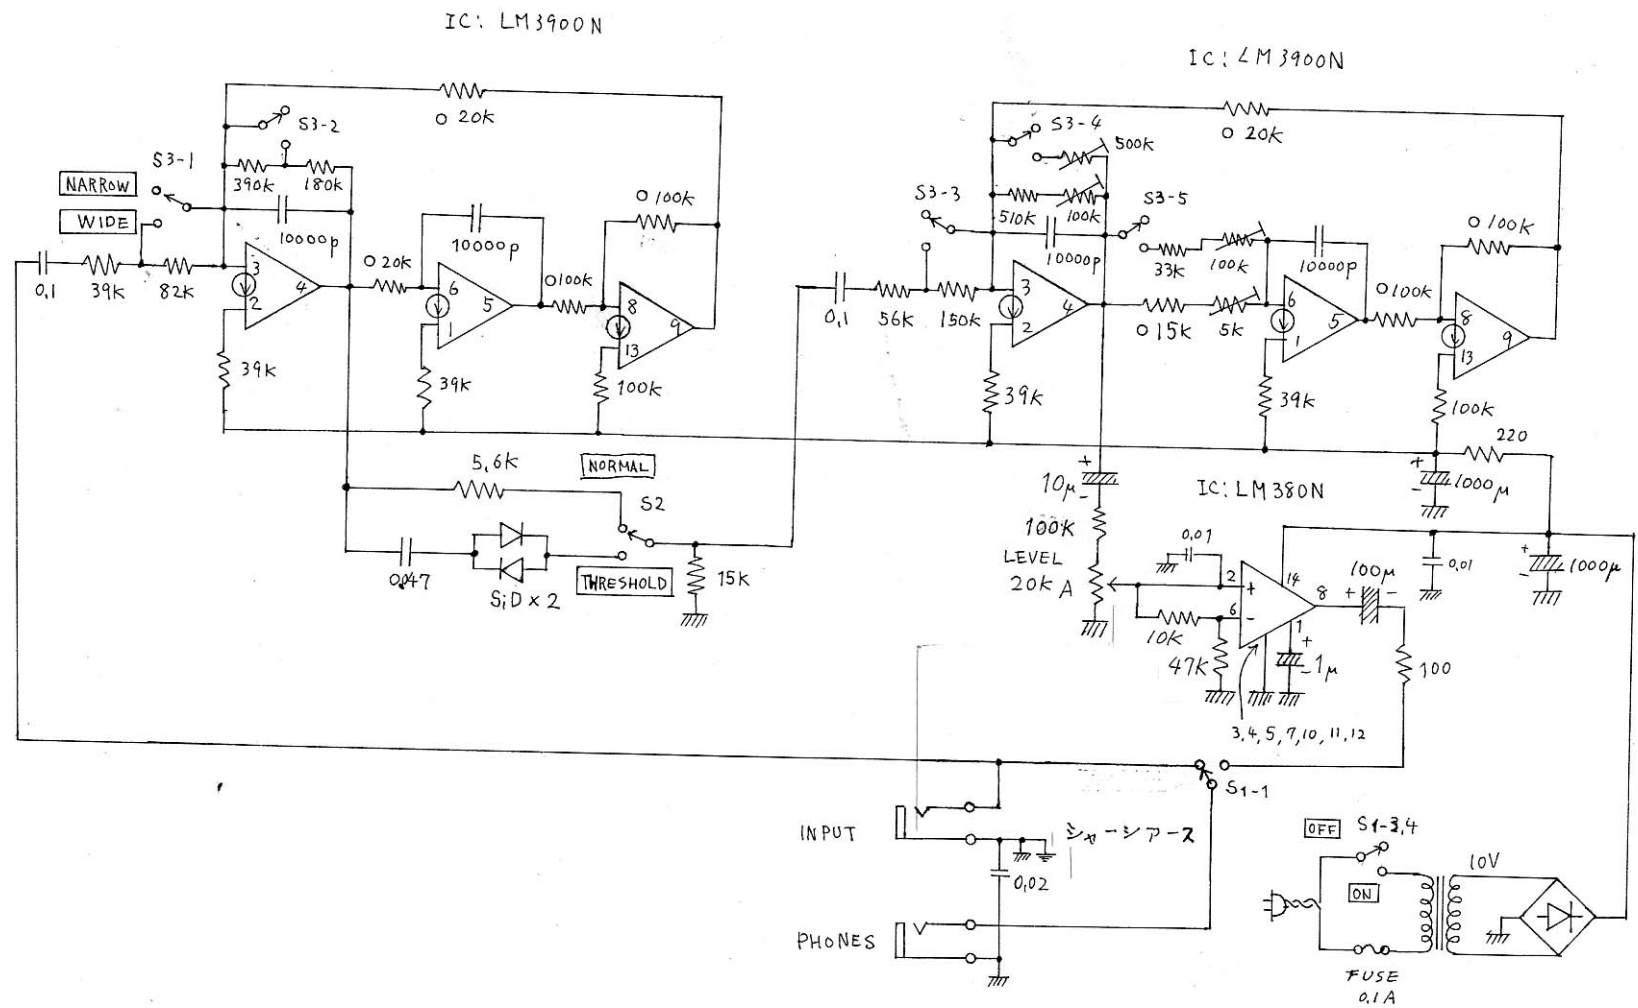 IC: LM3900N
IC: LM3900N
20K
20K
S3-2
S3-4
500K
S3-1
390K
180K
NARROW
WIDE
100K
S3-3
510K
100K
S3-5
100K
10000p
10000p
10000p
33K
100K
10000p
0.1
39K
82K
3
2
4
20K
6
1
5
100K
8
13
9
0.1
56K
150K
3
2
4
15K
5K
6
1
5
100K
8
13
9
39K
39K
100K
39K
39K
100K
220
5.6K
NORMAL
S2
+
10μ
-
IC: LM380N
+
-
1000μ
100K
0.047
SiD×2
THRESHOLD
15K
LEVEL
20K A
0.01
2
+
14
6
-
8
1
10K
47K
+
-
1μ
100μ
+
-
0.01
+
-
1000μ
100
3,4,5,7,10,11,12
S1-1
INPUT
シャーシアース
0.02
PHONES
OFF
S1-3,4
ON
10V
FUSE
0.1A